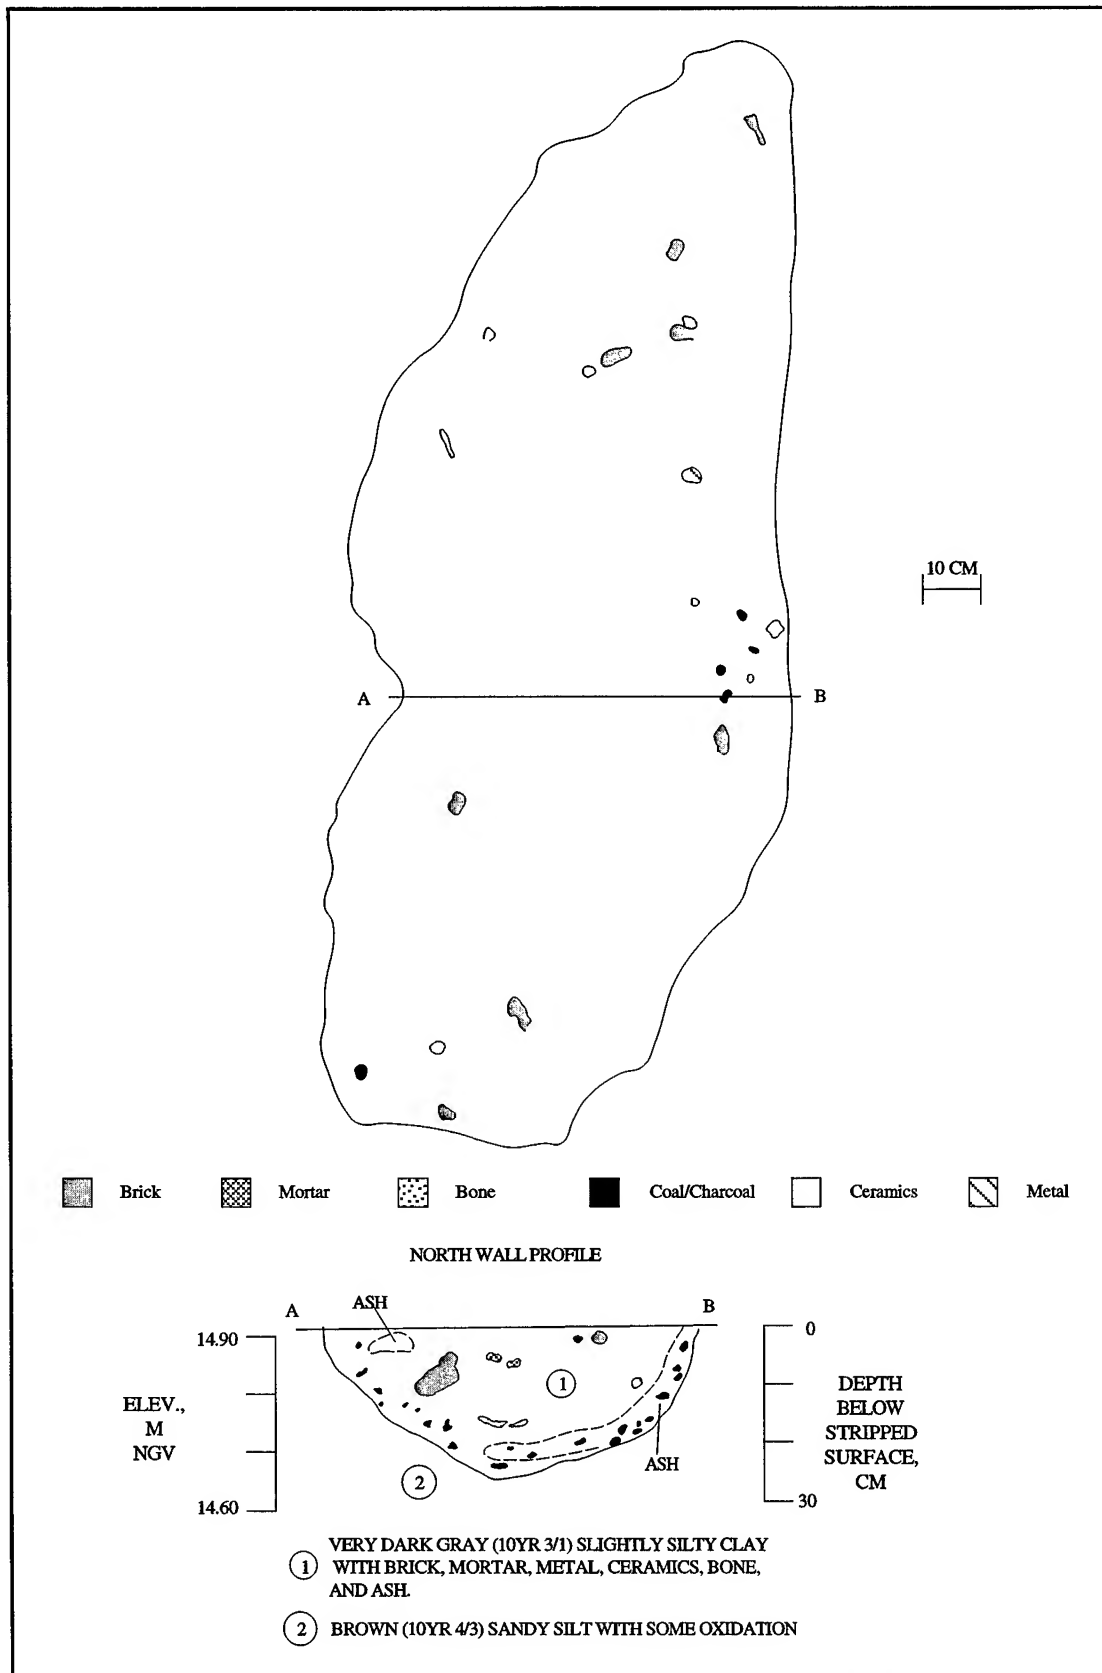 10 CM
A
B
Brick
Mortar
Bone
Coal/Charcoal
Ceramics
Metal
NORTH WALL PROFILE
A
ASH
B
14.90
0
1
ELEV.,
M
NGV
DEPTH
BELOW
STRIPPED
SURFACE,
CM
ASH
2
14.60
30
1
VERY DARK GRAY (10YR 3/1) SLIGHTLY SILTY CLAY
WITH BRICK, MORTAR, METAL, CERAMICS, BONE,
AND ASH.
2 BROWN (10YR 4/3) SANDY SILT WITH SOME OXIDATION